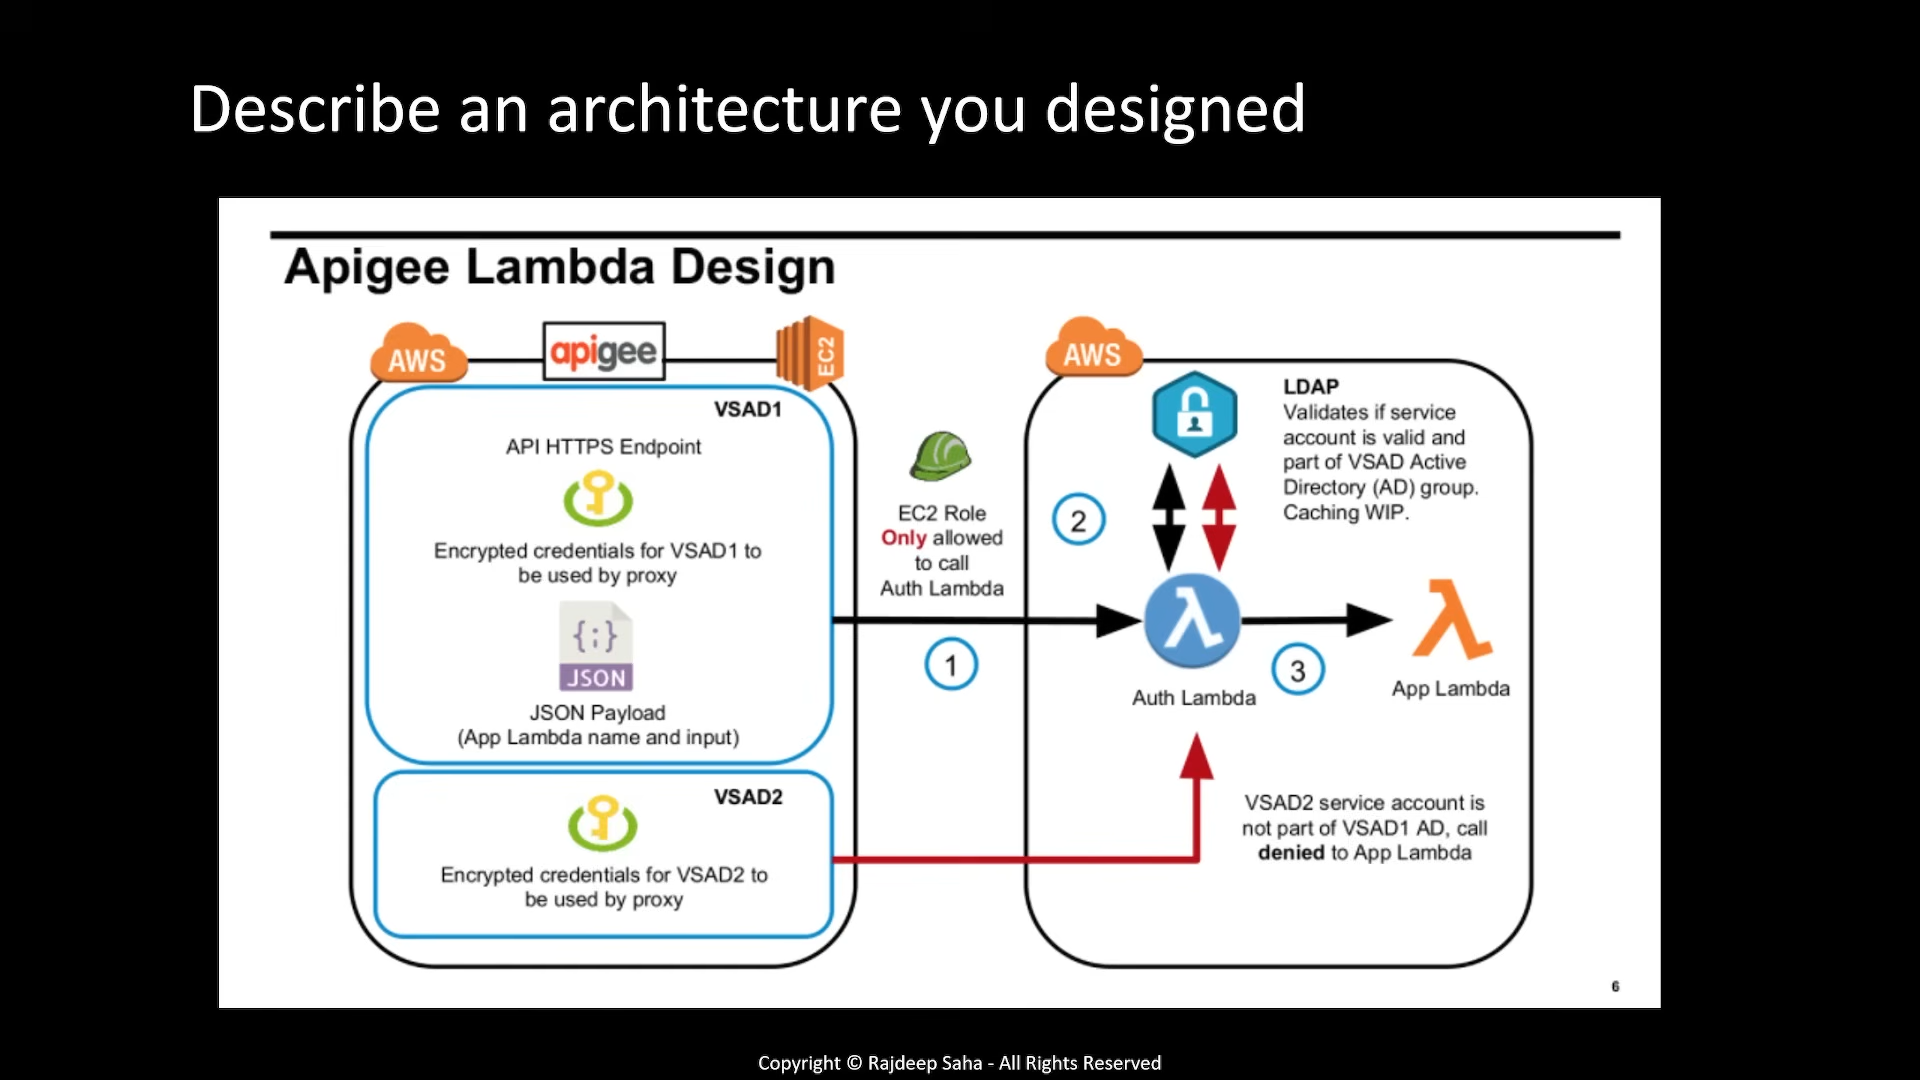 Describe an architecture you designed
Apigee Lambda Design
AWS
apigee
EC2
VSAD1
API HTTPS Endpoint
Encrypted credentials for VSAD1 to
be used by proxy
{;}
JSON
JSON Payload
(App Lambda name and input)
VSAD2
Encrypted credentials for VSAD2 to
be used by proxy
EC2 Role
Only allowed
to call
Auth Lambda
1
AWS
LDAP
Validates if service
account is valid and
part of VSAD Active
Directory (AD) group.
Caching WIP.
2
λ
Auth Lambda
3
λ
App Lambda
VSAD2 service account is
not part of VSAD1 AD, call
denied to App Lambda
6
Copyright © Rajdeep Saha - All Rights Reserved